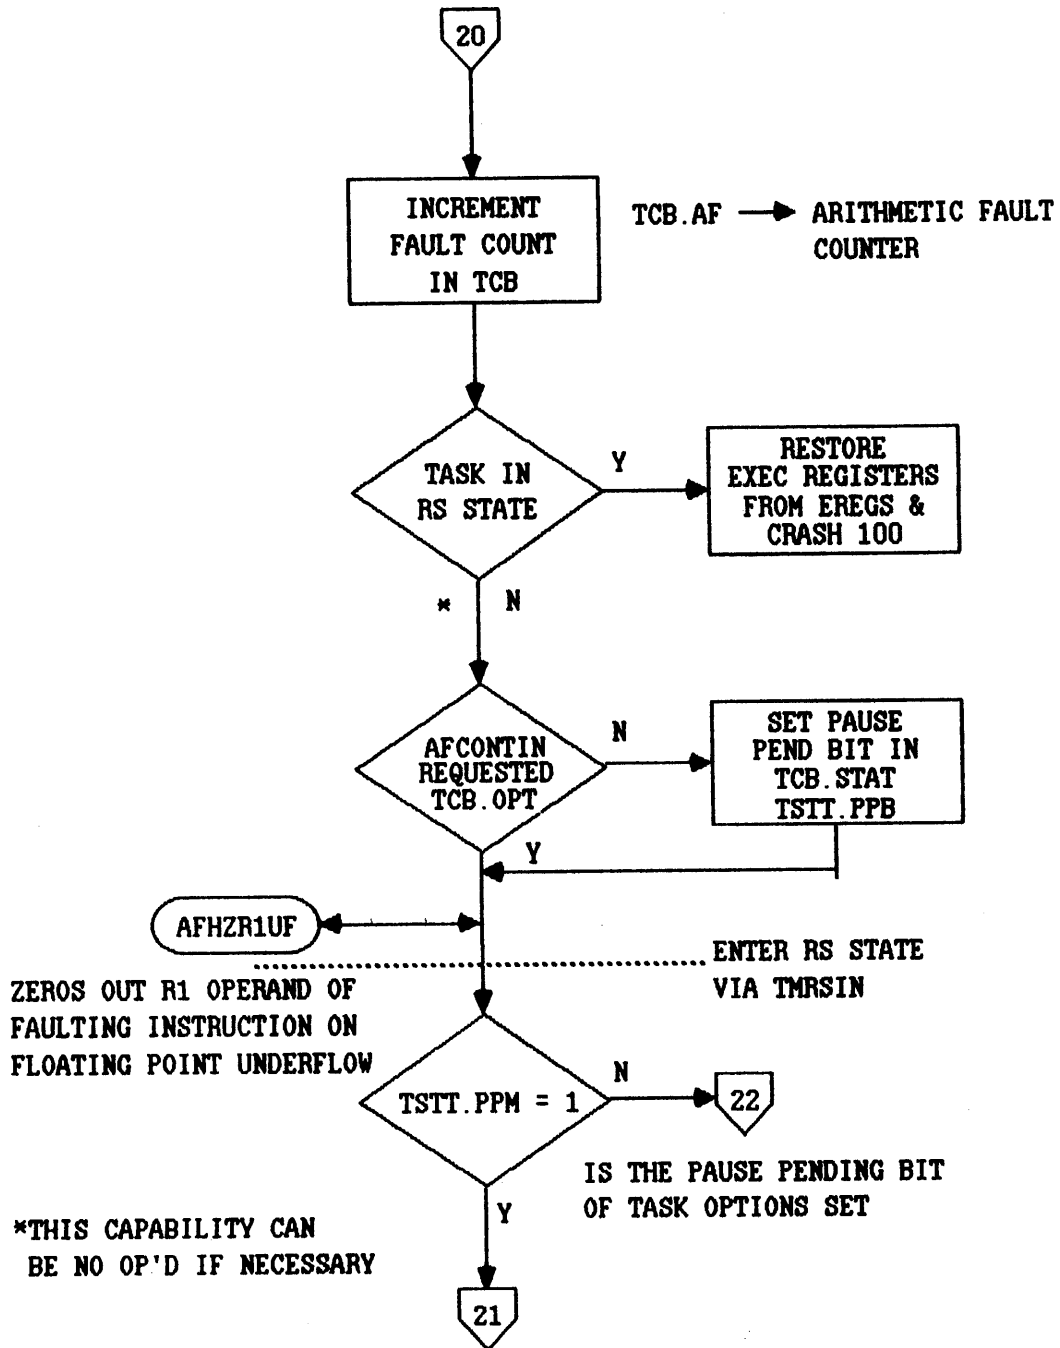 20
INCREMENT
FAULT COUNT
IN TCB
TCB.AF → ARITHMETIC FAULT
COUNTER
TASK IN
RS STATE
Y
RESTORE
EXEC REGISTERS
FROM EREGS &
CRASH 100
* N
AFCONTIN
REQUESTED
TCB.OPT
N
SET PAUSE
PEND BIT IN
TCB.STAT
TSTT.PPB
Y
AFHZR1UF
ENTER RS STATE
VIA TMRSIN
ZEROS OUT R1 OPERAND OF
FAULTING INSTRUCTION ON
FLOATING POINT UNDERFLOW
TSTT.PPM = 1
N
22
IS THE PAUSE PENDING BIT
OF TASK OPTIONS SET
Y
*THIS CAPABILITY CAN
BE NO OP'D IF NECESSARY
21